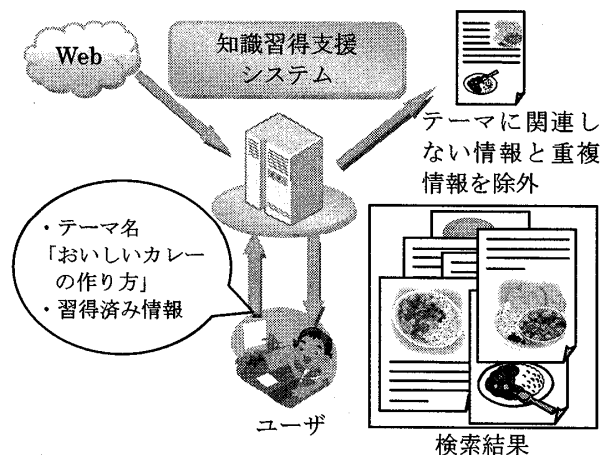 Web
知識習得支援
システム
テーマに関連し
ない情報と重複
情報を除外
・テーマ名
「おいしいカレー
の作り方」
・習得済み情報
ユーザ
検索結果